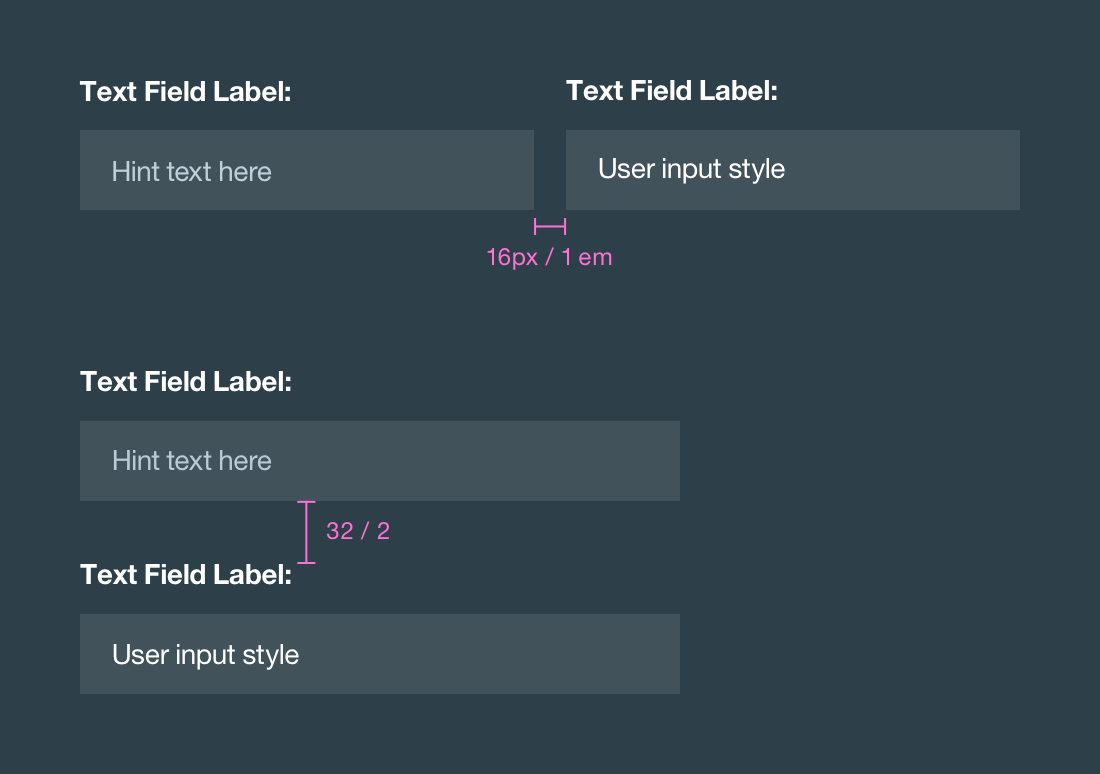 Text Field Label:
Text Field Label:
Hint text here
User input style
16px / 1 em
Text Field Label:
Hint text here
32 / 2
Text Field Label:
User input style